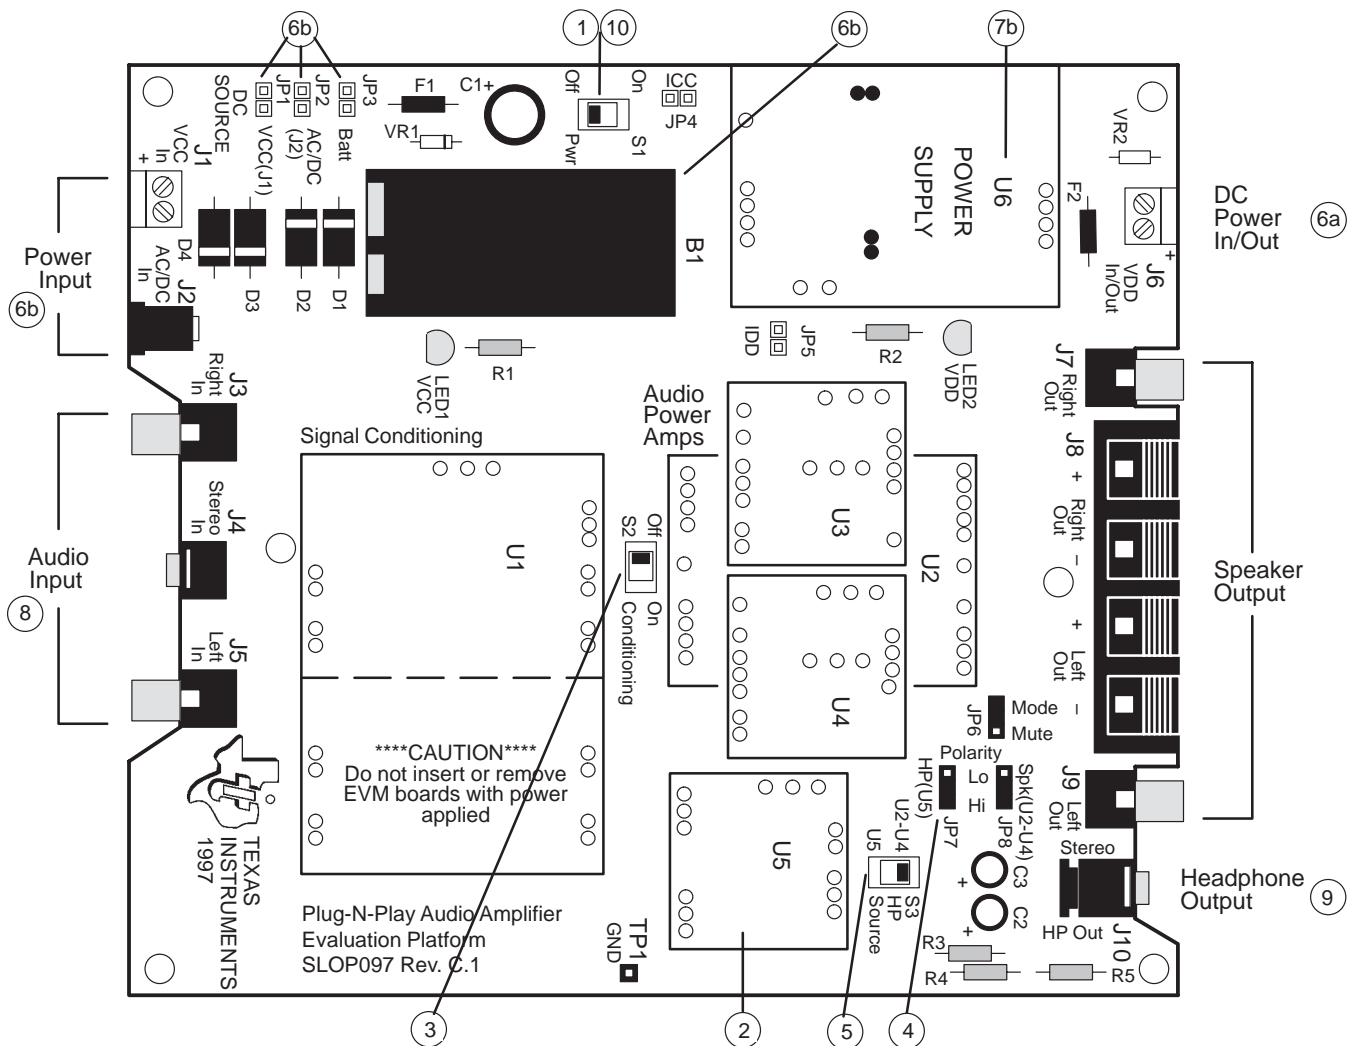 6b
1
10
6b
7b
DC
SOURCE
JP1
VCC(J1)
JP2
AC/DC
(J2)
JP3
Batt
F1
VR1
C1+
Off
On
Pwr
S1
ICC
JP4
U6
POWER
SUPPLY
VR2
F2
J1
VCC
In
+
J6
VDD
In/Out
+
DC
Power
In/Out
6a
Power
Input
6b
D4
D3
D2
D1
B1
J2
AC/DC
In
LED1
VCC
R1
IDD
JP5
R2
LED2
VDD
J3
Right
In
J7
Right
Out
Audio
Power
Amps
Signal Conditioning
J8
+
Right
Out
–
+
Left
Out
–
J4
Stereo
In
U1
Off
S2
On
Conditioning
U3
U2
Audio
Input
8
Speaker
Output
J5
Left
In
U4
JP6
Mode
Mute
****CAUTION****
Do not insert or remove
EVM boards with power
applied
Polarity
HP(U5)
Lo
Hi
JP7
Spk(U2-U4)
JP8
J9
Left
Out
TEXAS
INSTRUMENTS
1997
U5
U2-U4
U5
S3
HP
Source
+
C3
C2
+
Stereo
HP Out
J10
Headphone
Output
9
Plug-N-Play Audio Amplifier
Evaluation Platform
SLOP097 Rev. C.1
TP1
GND
R3
R4
R5
3
2
5
4